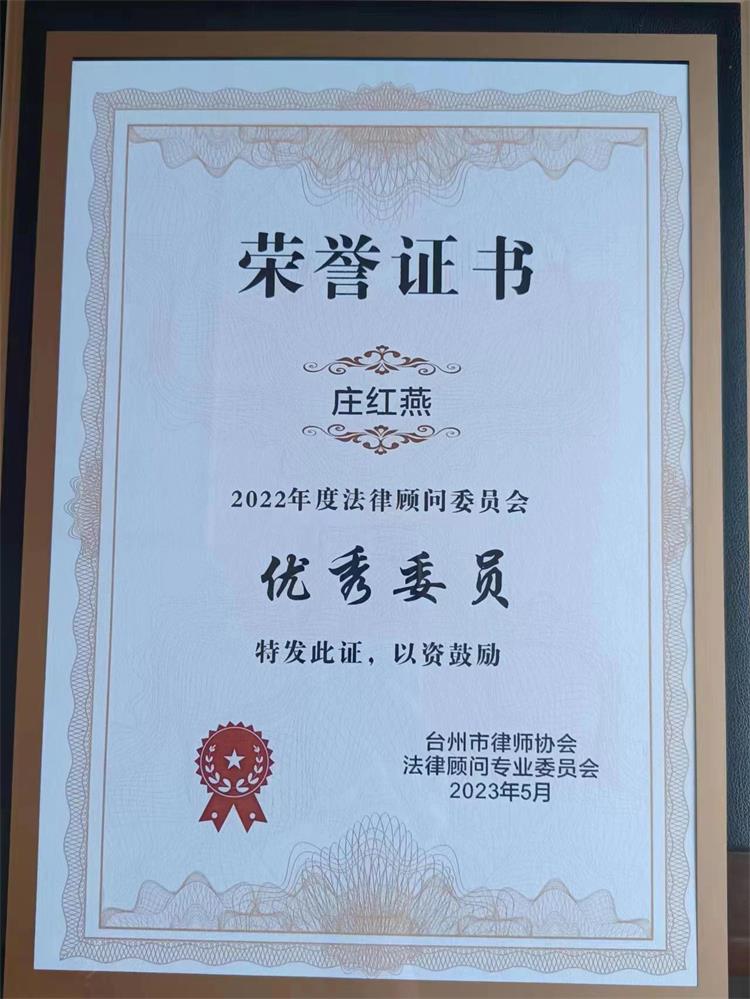 荣誉证书
庄红燕
2022年度法律顾问委员会
优秀委员
特发此证，以资鼓励
台州市律师协会
法律顾问专业委员会
2023年5月